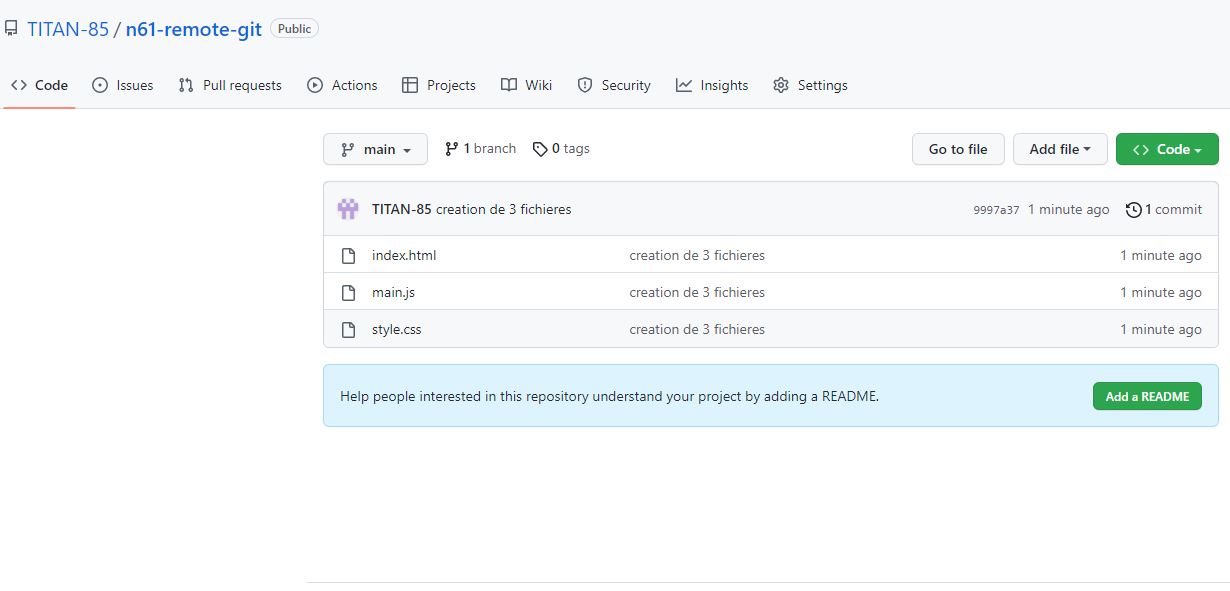 TITAN-85 / n61-remote-git Public
Code Issues Pull requests Actions Projects Wiki Security Insights Settings
main 1 branch 0 tags Go to file Add file Code
TITAN-85 creation de 3 fichieres 9997a37 1 minute ago 1 commit
index.html creation de 3 fichieres 1 minute ago
main.js creation de 3 fichieres 1 minute ago
style.css creation de 3 fichieres 1 minute ago
Help people interested in this repository understand your project by adding a README. Add a README